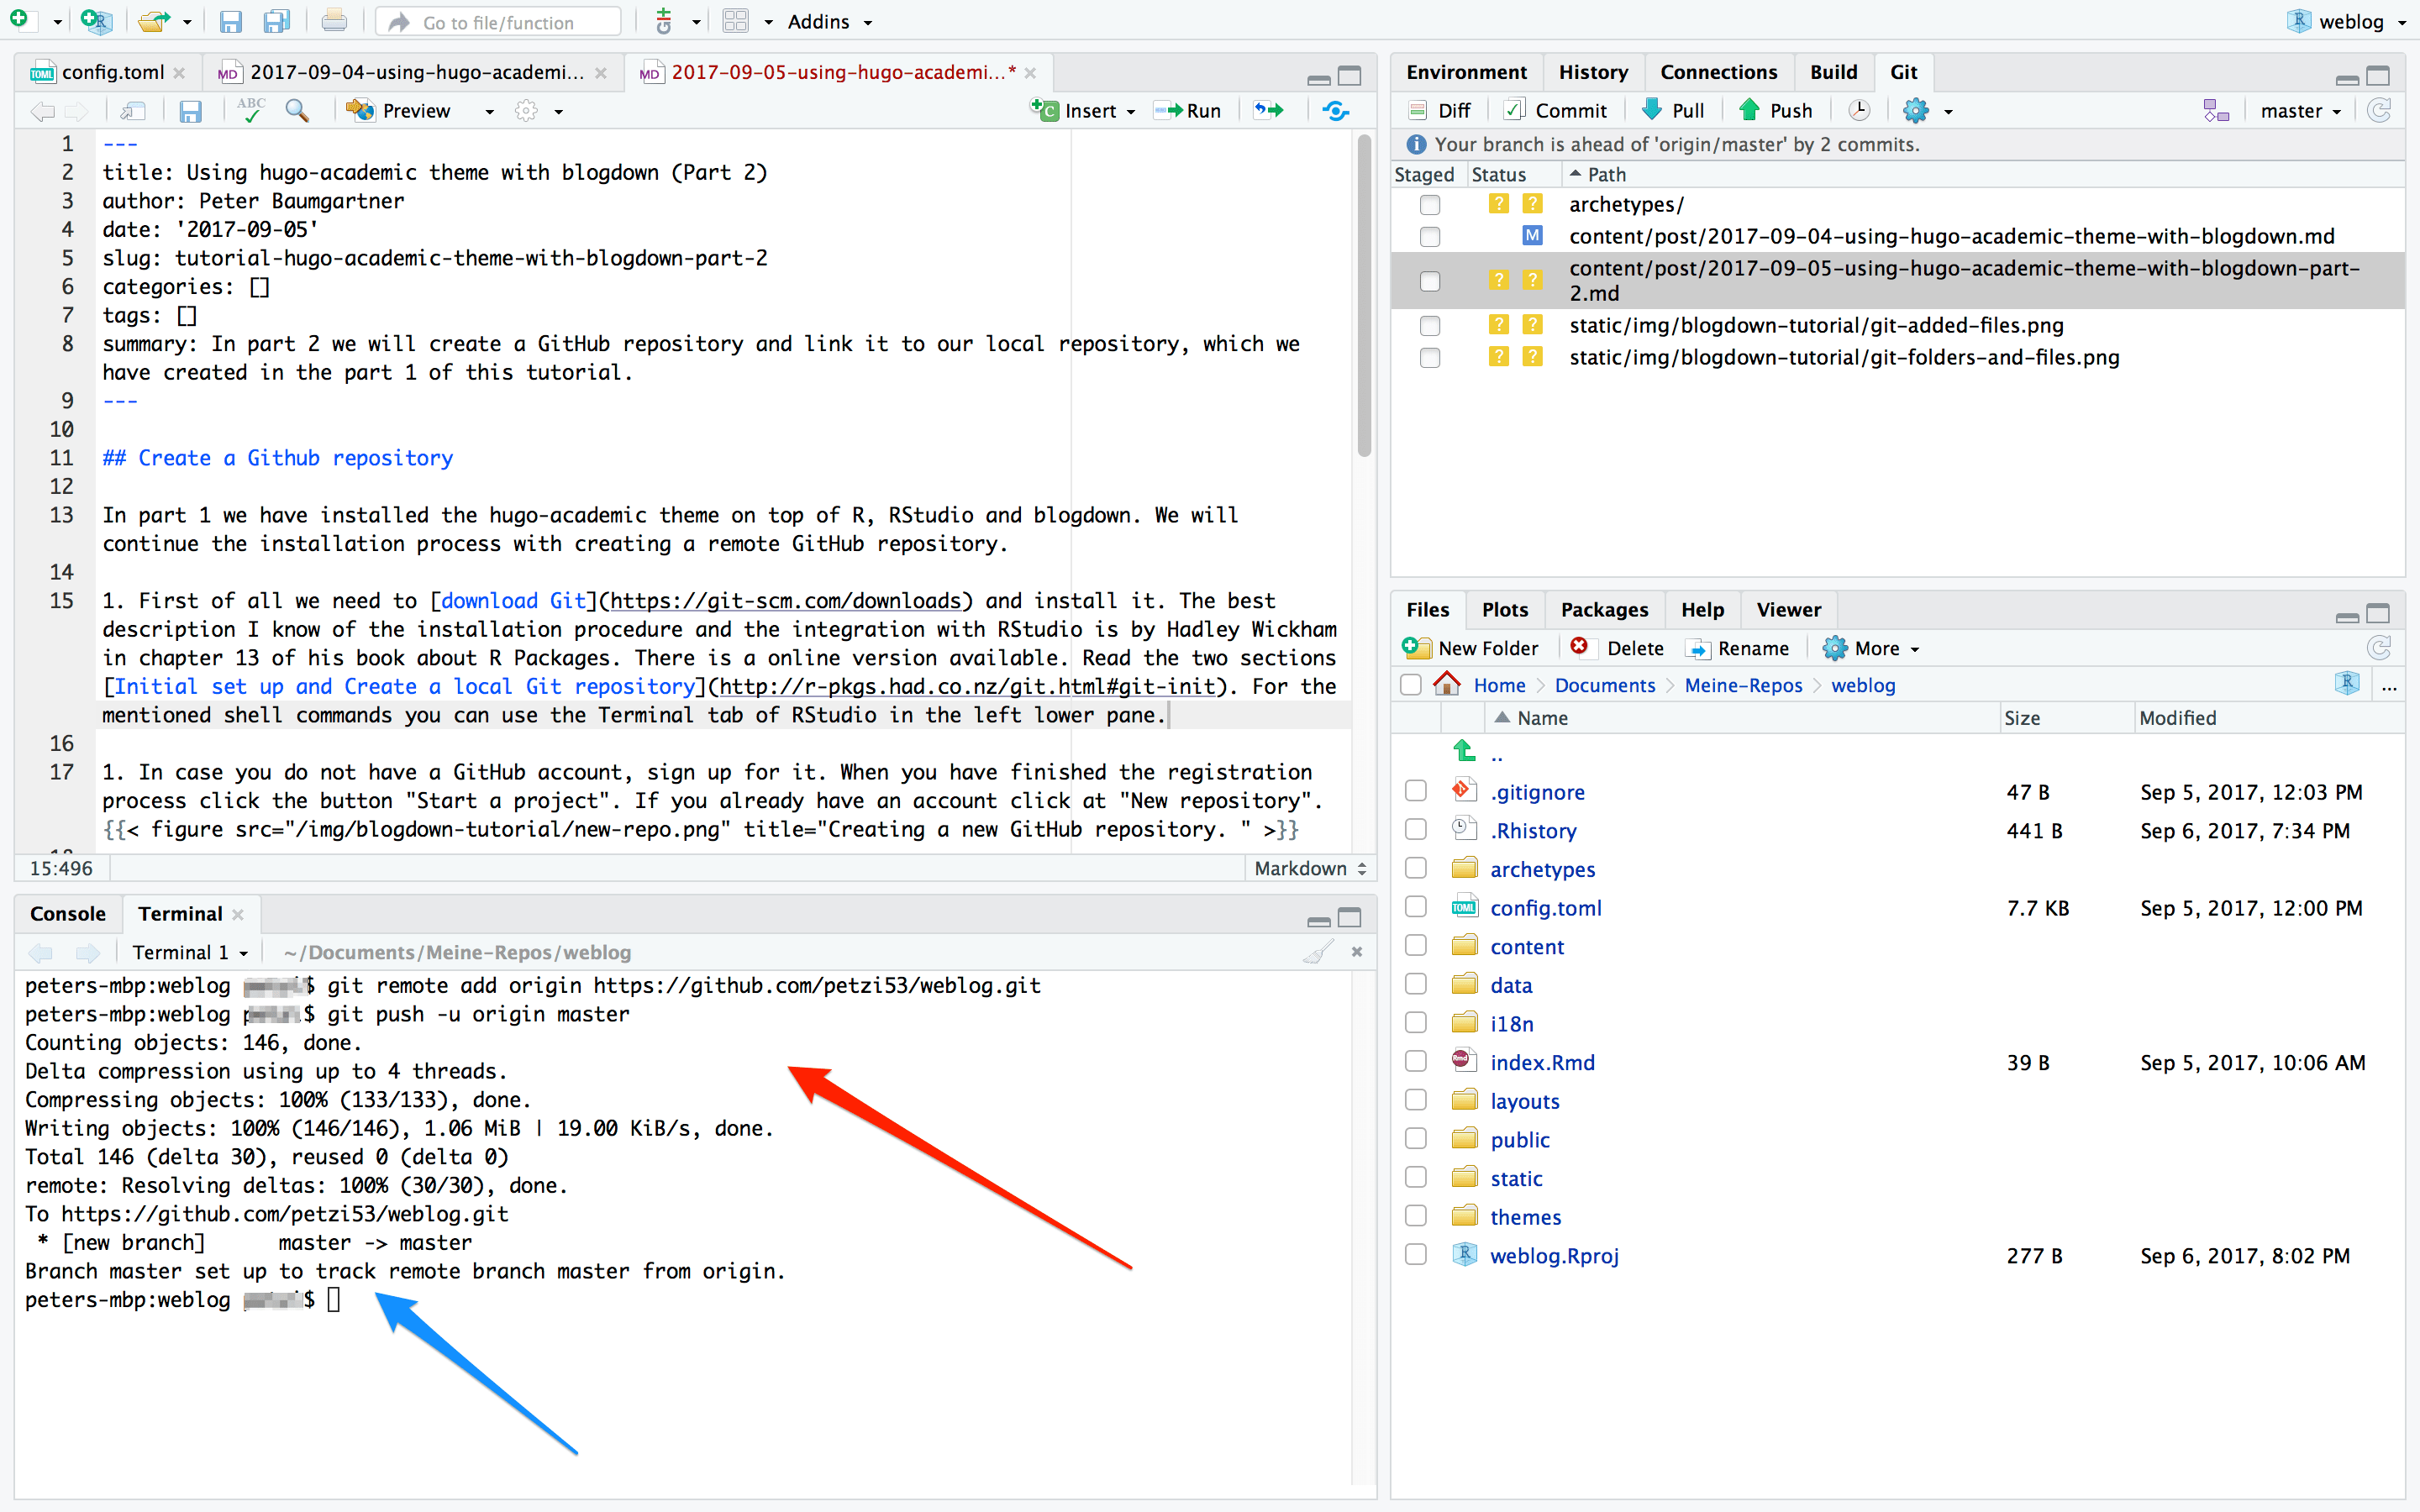 Go to file/function
Addins
weblog
config.toml
2017-09-04-using-hugo-academi...
2017-09-05-using-hugo-academi...*
ABC
Preview
Insert
Run
1 ---
2 title: Using hugo-academic theme with blogdown (Part 2)
3 author: Peter Baumgartner
4 date: '2017-09-05'
5 slug: tutorial-hugo-academic-theme-with-blogdown-part-2
6 categories: []
7 tags: []
8 summary: In part 2 we will create a GitHub repository and link it to our local repository, which we
have created in the part 1 of this tutorial.
9 ---
10
11 ## Create a Github repository
12
13 In part 1 we have installed the hugo-academic theme on top of R, RStudio and blogdown. We will
continue the installation process with creating a remote GitHub repository.
14
15 1. First of all we need to [download Git](https://git-scm.com/downloads) and install it. The best
description I know of the installation procedure and the integration with RStudio is by Hadley Wickham
in chapter 13 of his book about R Packages. There is a online version available. Read the two sections
[Initial set up and Create a local Git repository](http://r-pkgs.had.co.nz/git.html#git-init). For the
mentioned shell commands you can use the Terminal tab of RStudio in the left lower pane.
16
17 1. In case you do not have a GitHub account, sign up for it. When you have finished the registration
process click the button "Start a project". If you already have an account click at "New repository".
{{< figure src="/img/blogdown-tutorial/new-repo.png" title="Creating a new GitHub repository. " >}}
15:496
Markdown
Console
Terminal
Terminal 1
~/Documents/Meine-Repos/weblog
peters-mbp:weblog $ git remote add origin https://github.com/petzi53/weblog.git
peters-mbp:weblog $ git push -u origin master
Counting objects: 146, done.
Delta compression using up to 4 threads.
Compressing objects: 100% (133/133), done.
Writing objects: 100% (146/146), 1.06 MiB | 19.00 KiB/s, done.
Total 146 (delta 30), reused 0 (delta 0)
remote: Resolving deltas: 100% (30/30), done.
To https://github.com/petzi53/weblog.git
* [new branch] master -> master
Branch master set up to track remote branch master from origin.
peters-mbp:weblog $
Environment
History
Connections
Build
Git
Diff
Commit
Pull
Push
master
Your branch is ahead of 'origin/master' by 2 commits.
Staged Status Path
? ? archetypes/
M content/post/2017-09-04-using-hugo-academic-theme-with-blogdown.md
? ? content/post/2017-09-05-using-hugo-academic-theme-with-blogdown-part-
2.md
? ? static/img/blogdown-tutorial/git-added-files.png
? ? static/img/blogdown-tutorial/git-folders-and-files.png
Files
Plots
Packages
Help
Viewer
New Folder
Delete
Rename
More
Home Documents Meine-Repos weblog ...
Name Size Modified
..
.gitignore 47 B Sep 5, 2017, 12:03 PM
.Rhistory 441 B Sep 6, 2017, 7:34 PM
archetypes
config.toml 7.7 KB Sep 5, 2017, 12:00 PM
content
data
i18n
index.Rmd 39 B Sep 5, 2017, 10:06 AM
layouts
public
static
themes
weblog.Rproj 277 B Sep 6, 2017, 8:02 PM